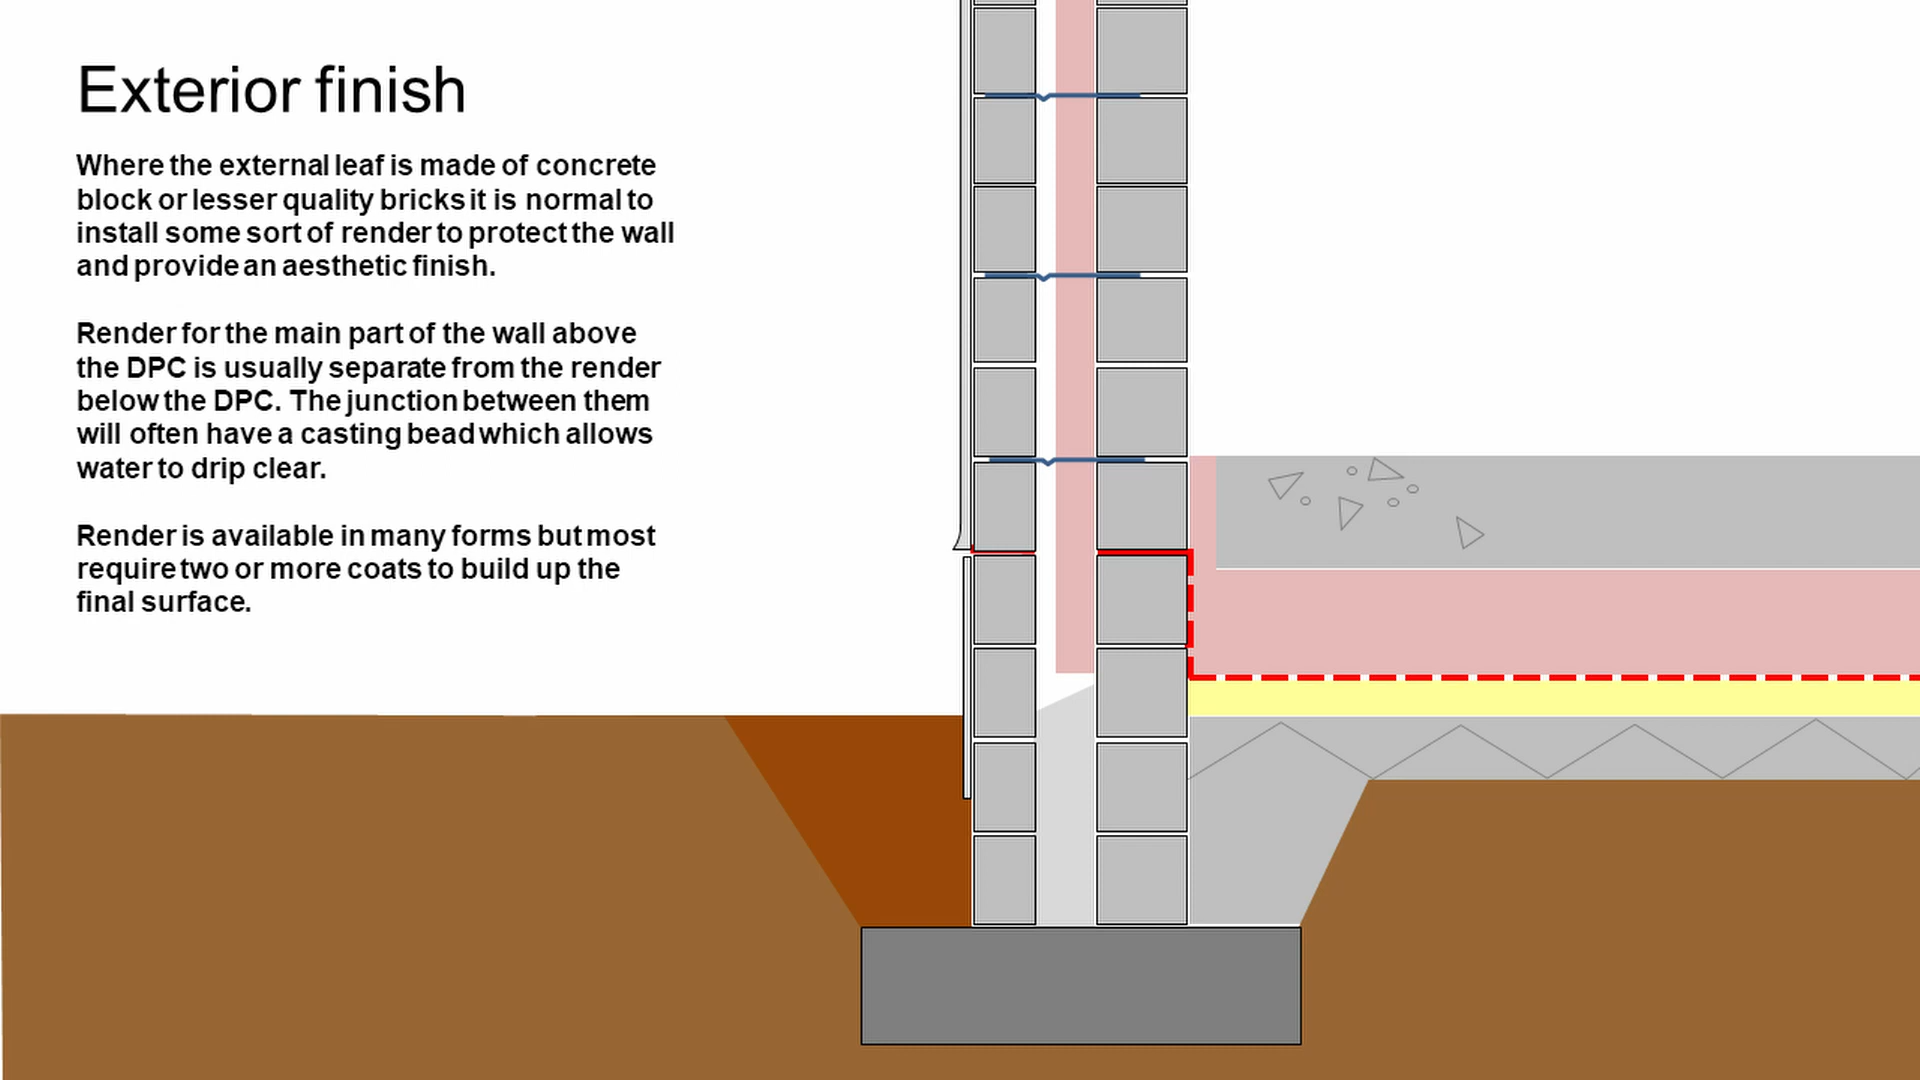 Exterior finish
Where the external leaf is made of concrete
block or lesser quality bricks it is normal to
install some sort of render to protect the wall
and provide an aesthetic finish.
Render for the main part of the wall above
the DPC is usually separate from the render
below the DPC. The junction between them
will often have a casting bead which allows
water to drip clear.
Render is available in many forms but most
require two or more coats to build up the
final surface.